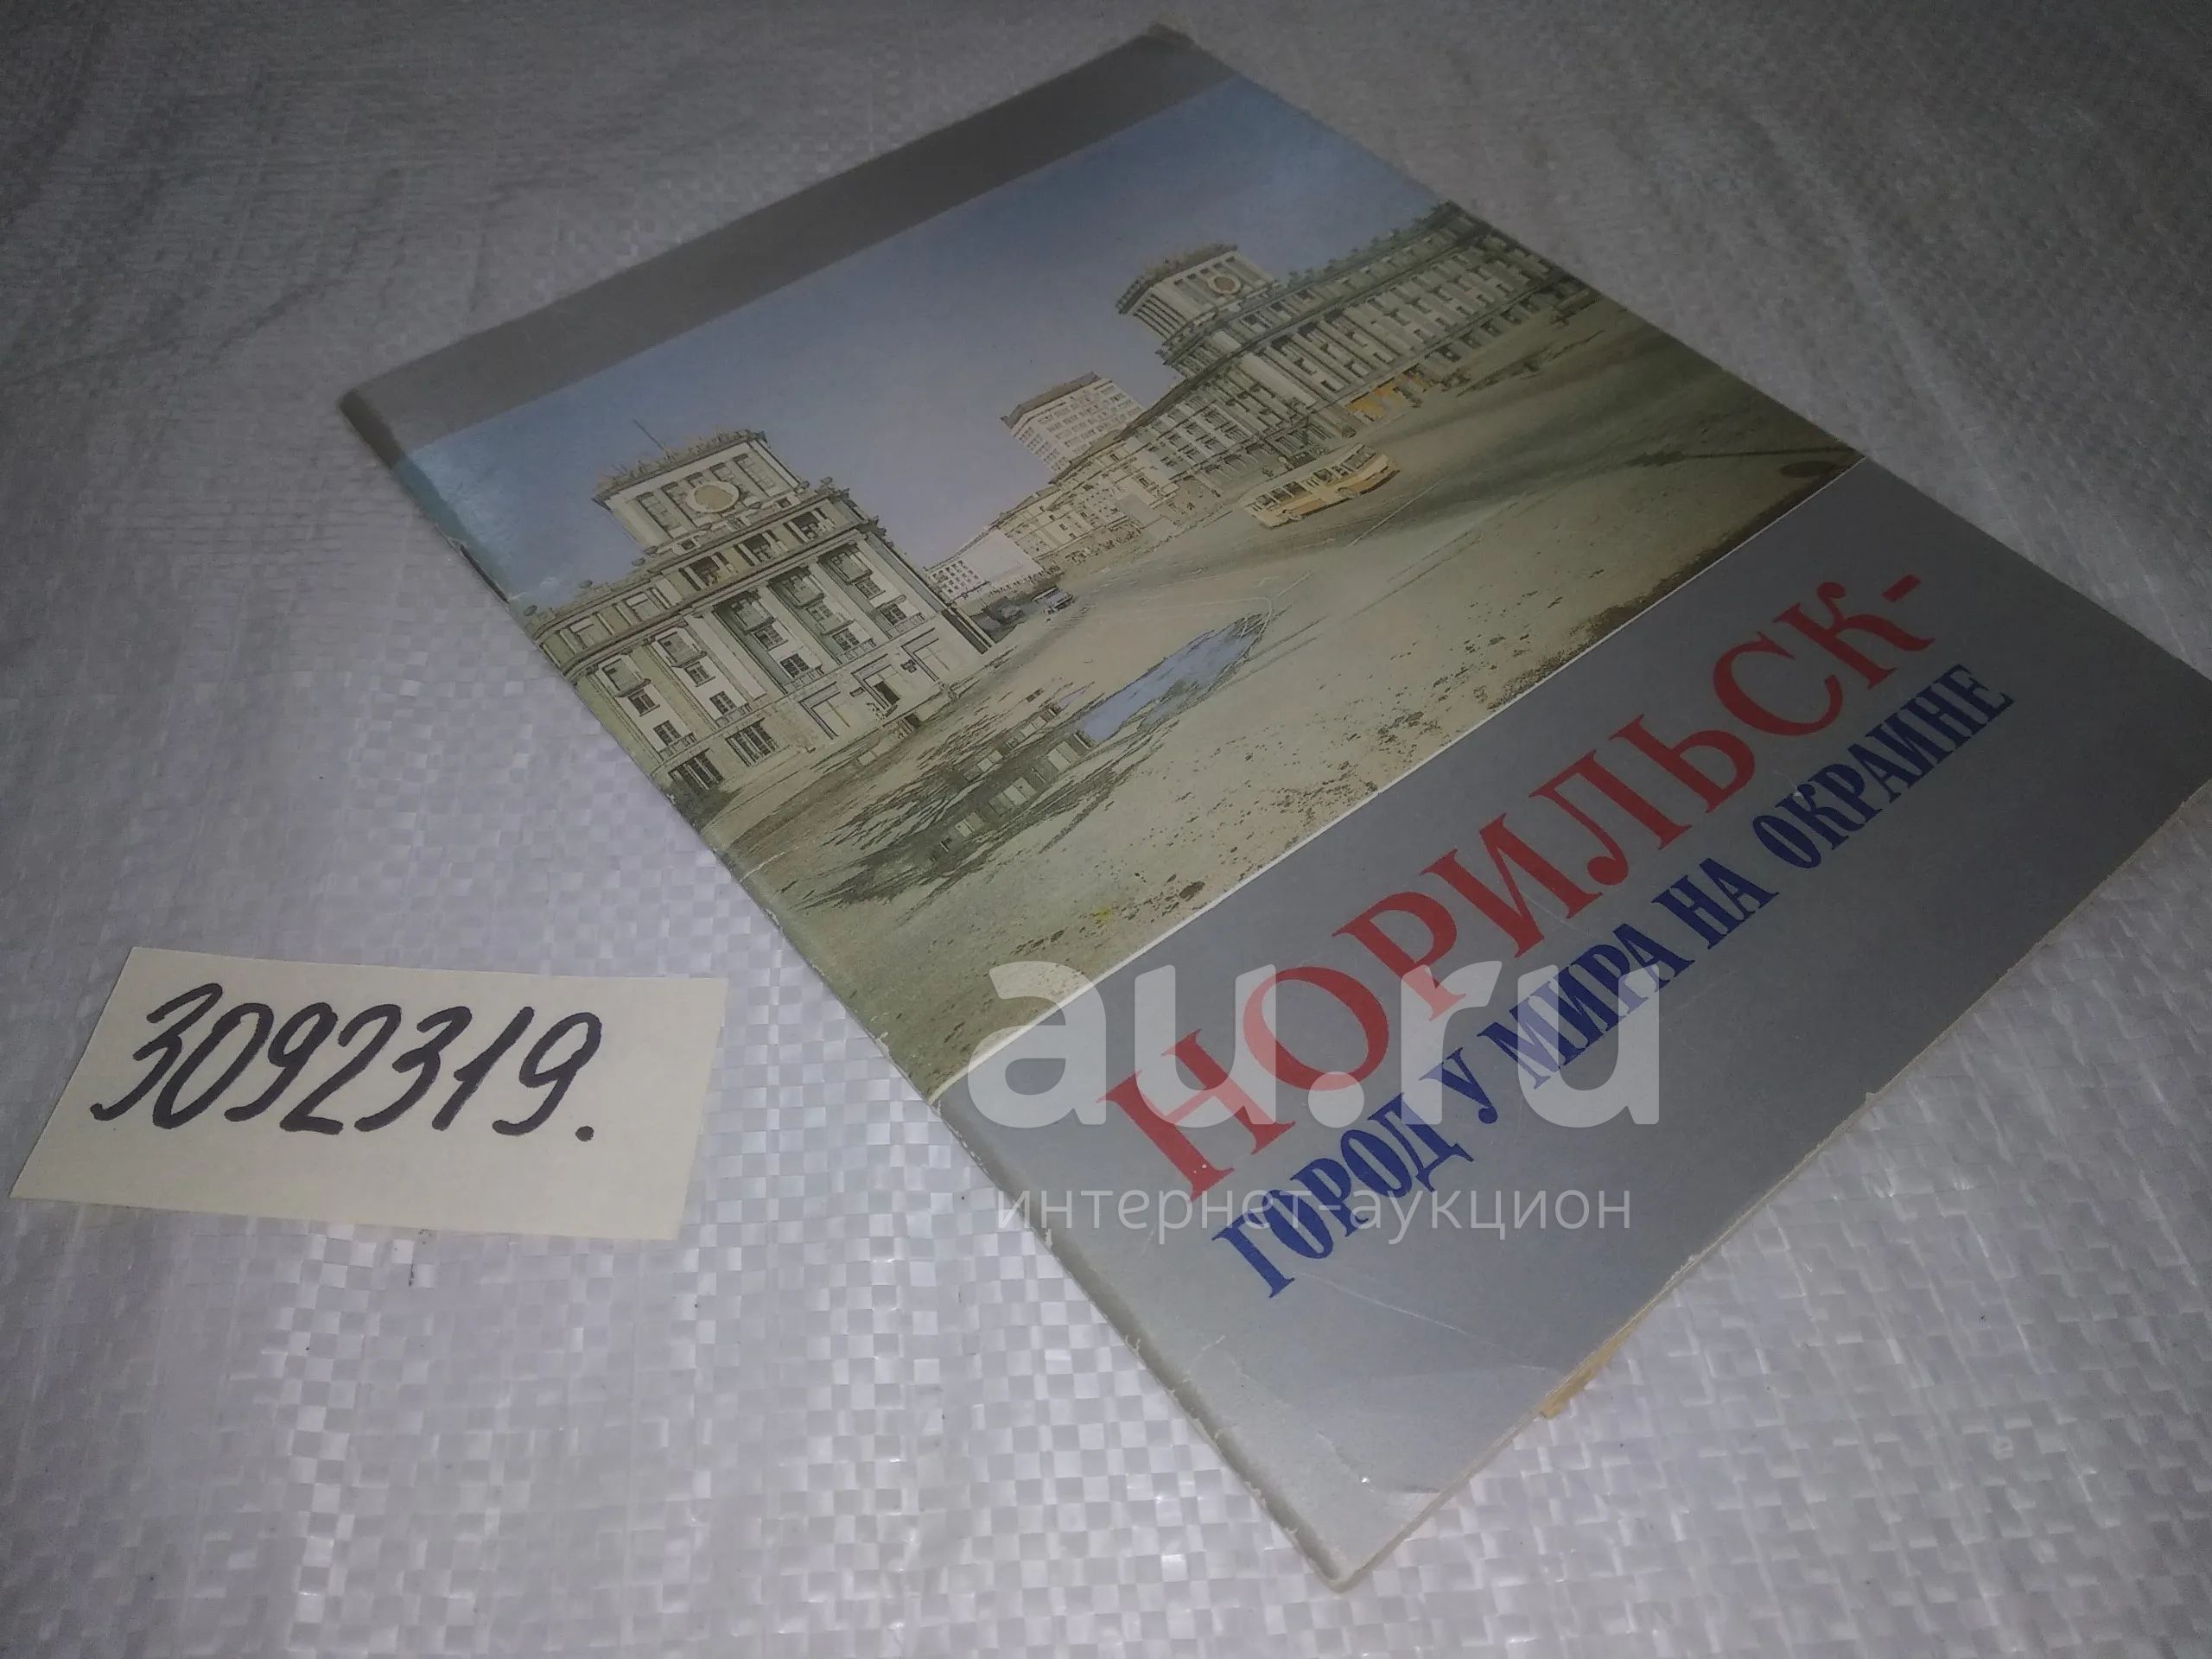 НОРИЛЬСК-
ГОРОД У МИРА НА ОКРАИНЕ
3092319.
au.ru
интернет-аукцион